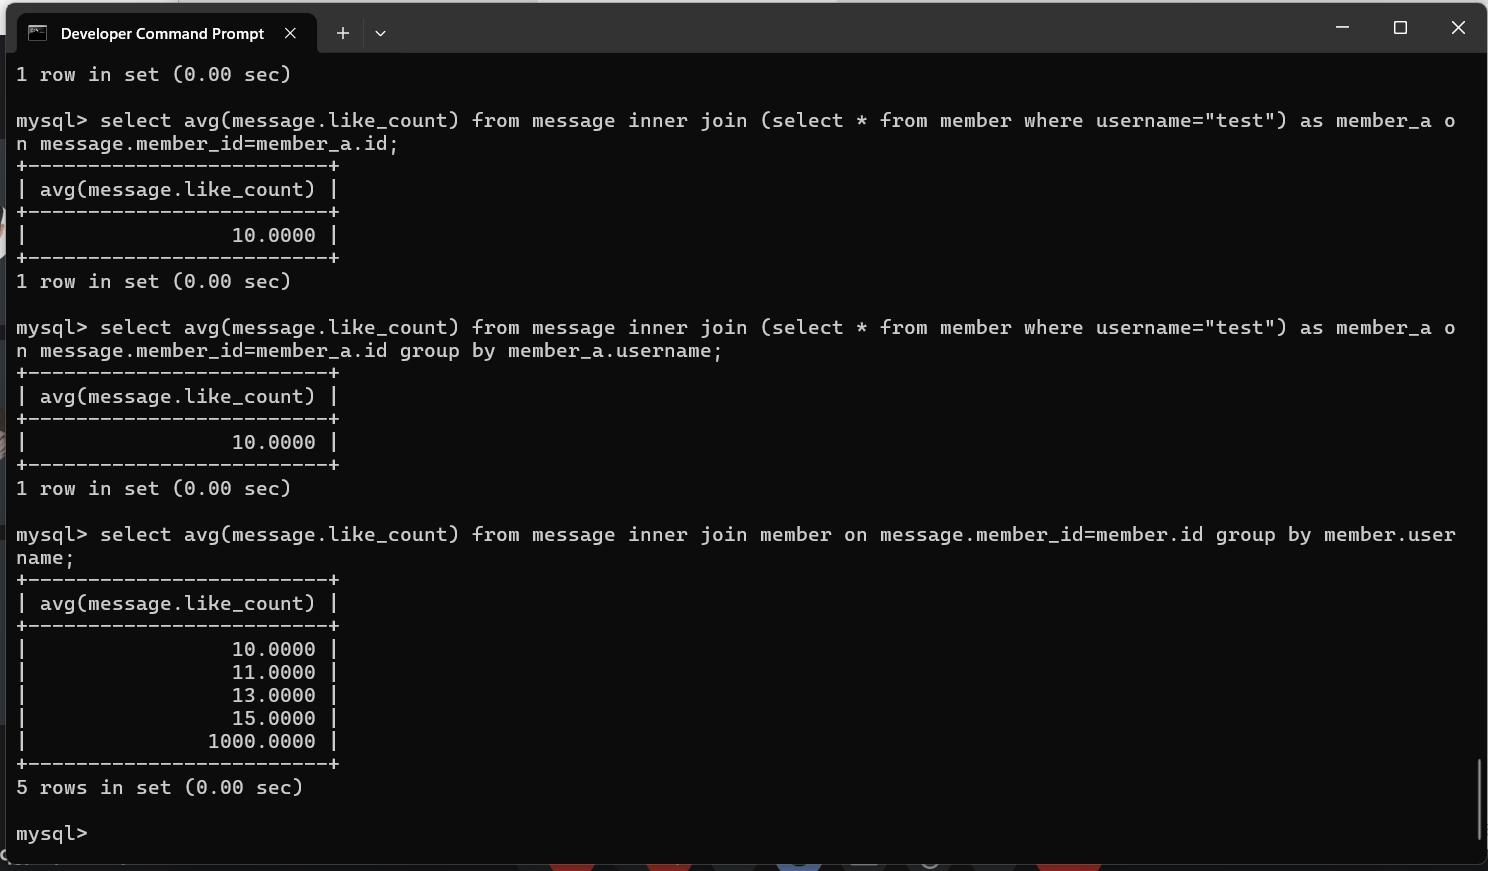 Developer Command Prompt
1 row in set (0.00 sec)
mysql> select avg(message.like_count) from message inner join (select * from member where username="test") as member_a o
n message.member_id=member_a.id;
+-------------------------+
| avg(message.like_count) |
+-------------------------+
|                 10.0000 |
+-------------------------+
1 row in set (0.00 sec)
mysql> select avg(message.like_count) from message inner join (select * from member where username="test") as member_a o
n message.member_id=member_a.id group by member_a.username;
+-------------------------+
| avg(message.like_count) |
+-------------------------+
|                 10.0000 |
+-------------------------+
1 row in set (0.00 sec)
mysql> select avg(message.like_count) from message inner join member on message.member_id=member.id group by member.user
name;
+-------------------------+
| avg(message.like_count) |
+-------------------------+
|                 10.0000 |
|                 11.0000 |
|                 13.0000 |
|                 15.0000 |
|               1000.0000 |
+-------------------------+
5 rows in set (0.00 sec)
mysql>